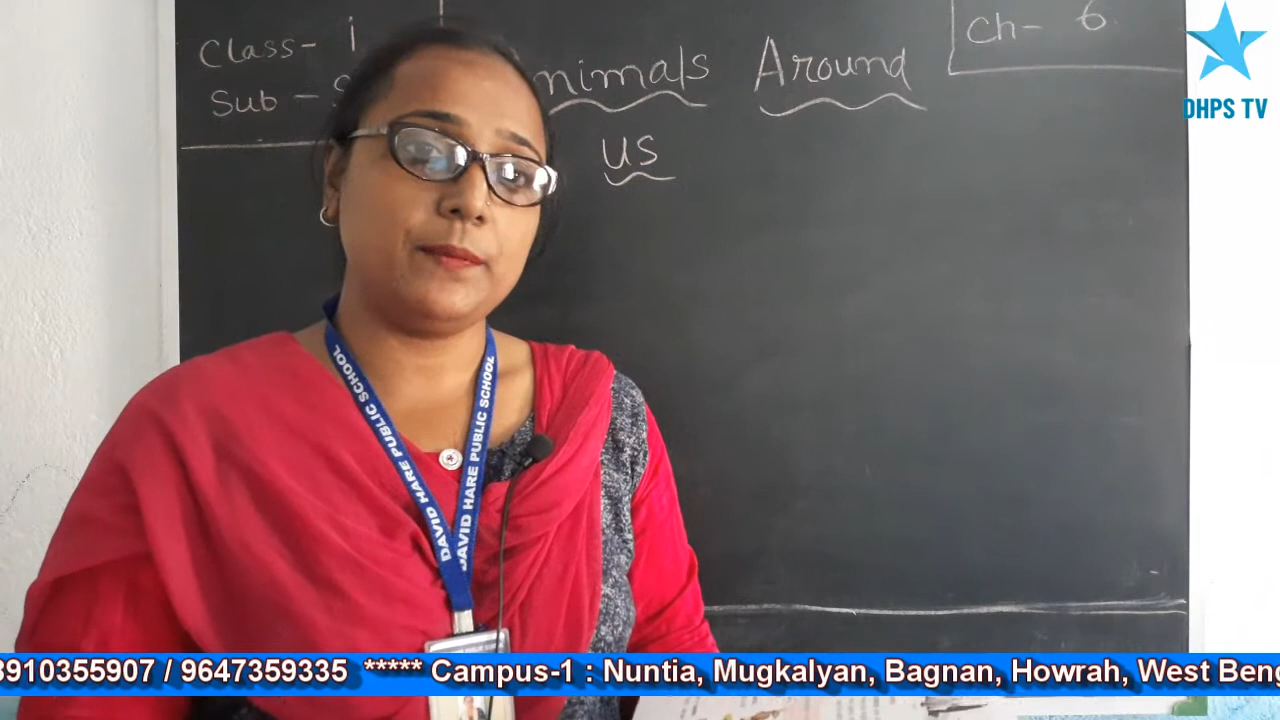 Class- i
Sub -
Animals Around
us
Ch- 6
DHPS TV
DAVID HARE PUBLIC SCHOOL
DAVID HARE PUBLIC SCHOOL
8910355907 / 9647359335 ***** Campus-1 : Nuntia, Mugkalyan, Bagnan, Howrah, West Beng